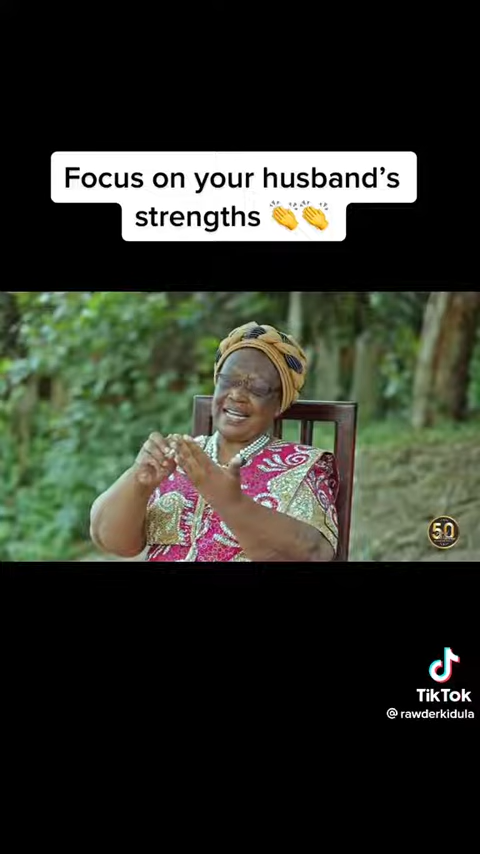 Focus on your husband's
strengths 👏👏
50
TikTok
@rawderkidula